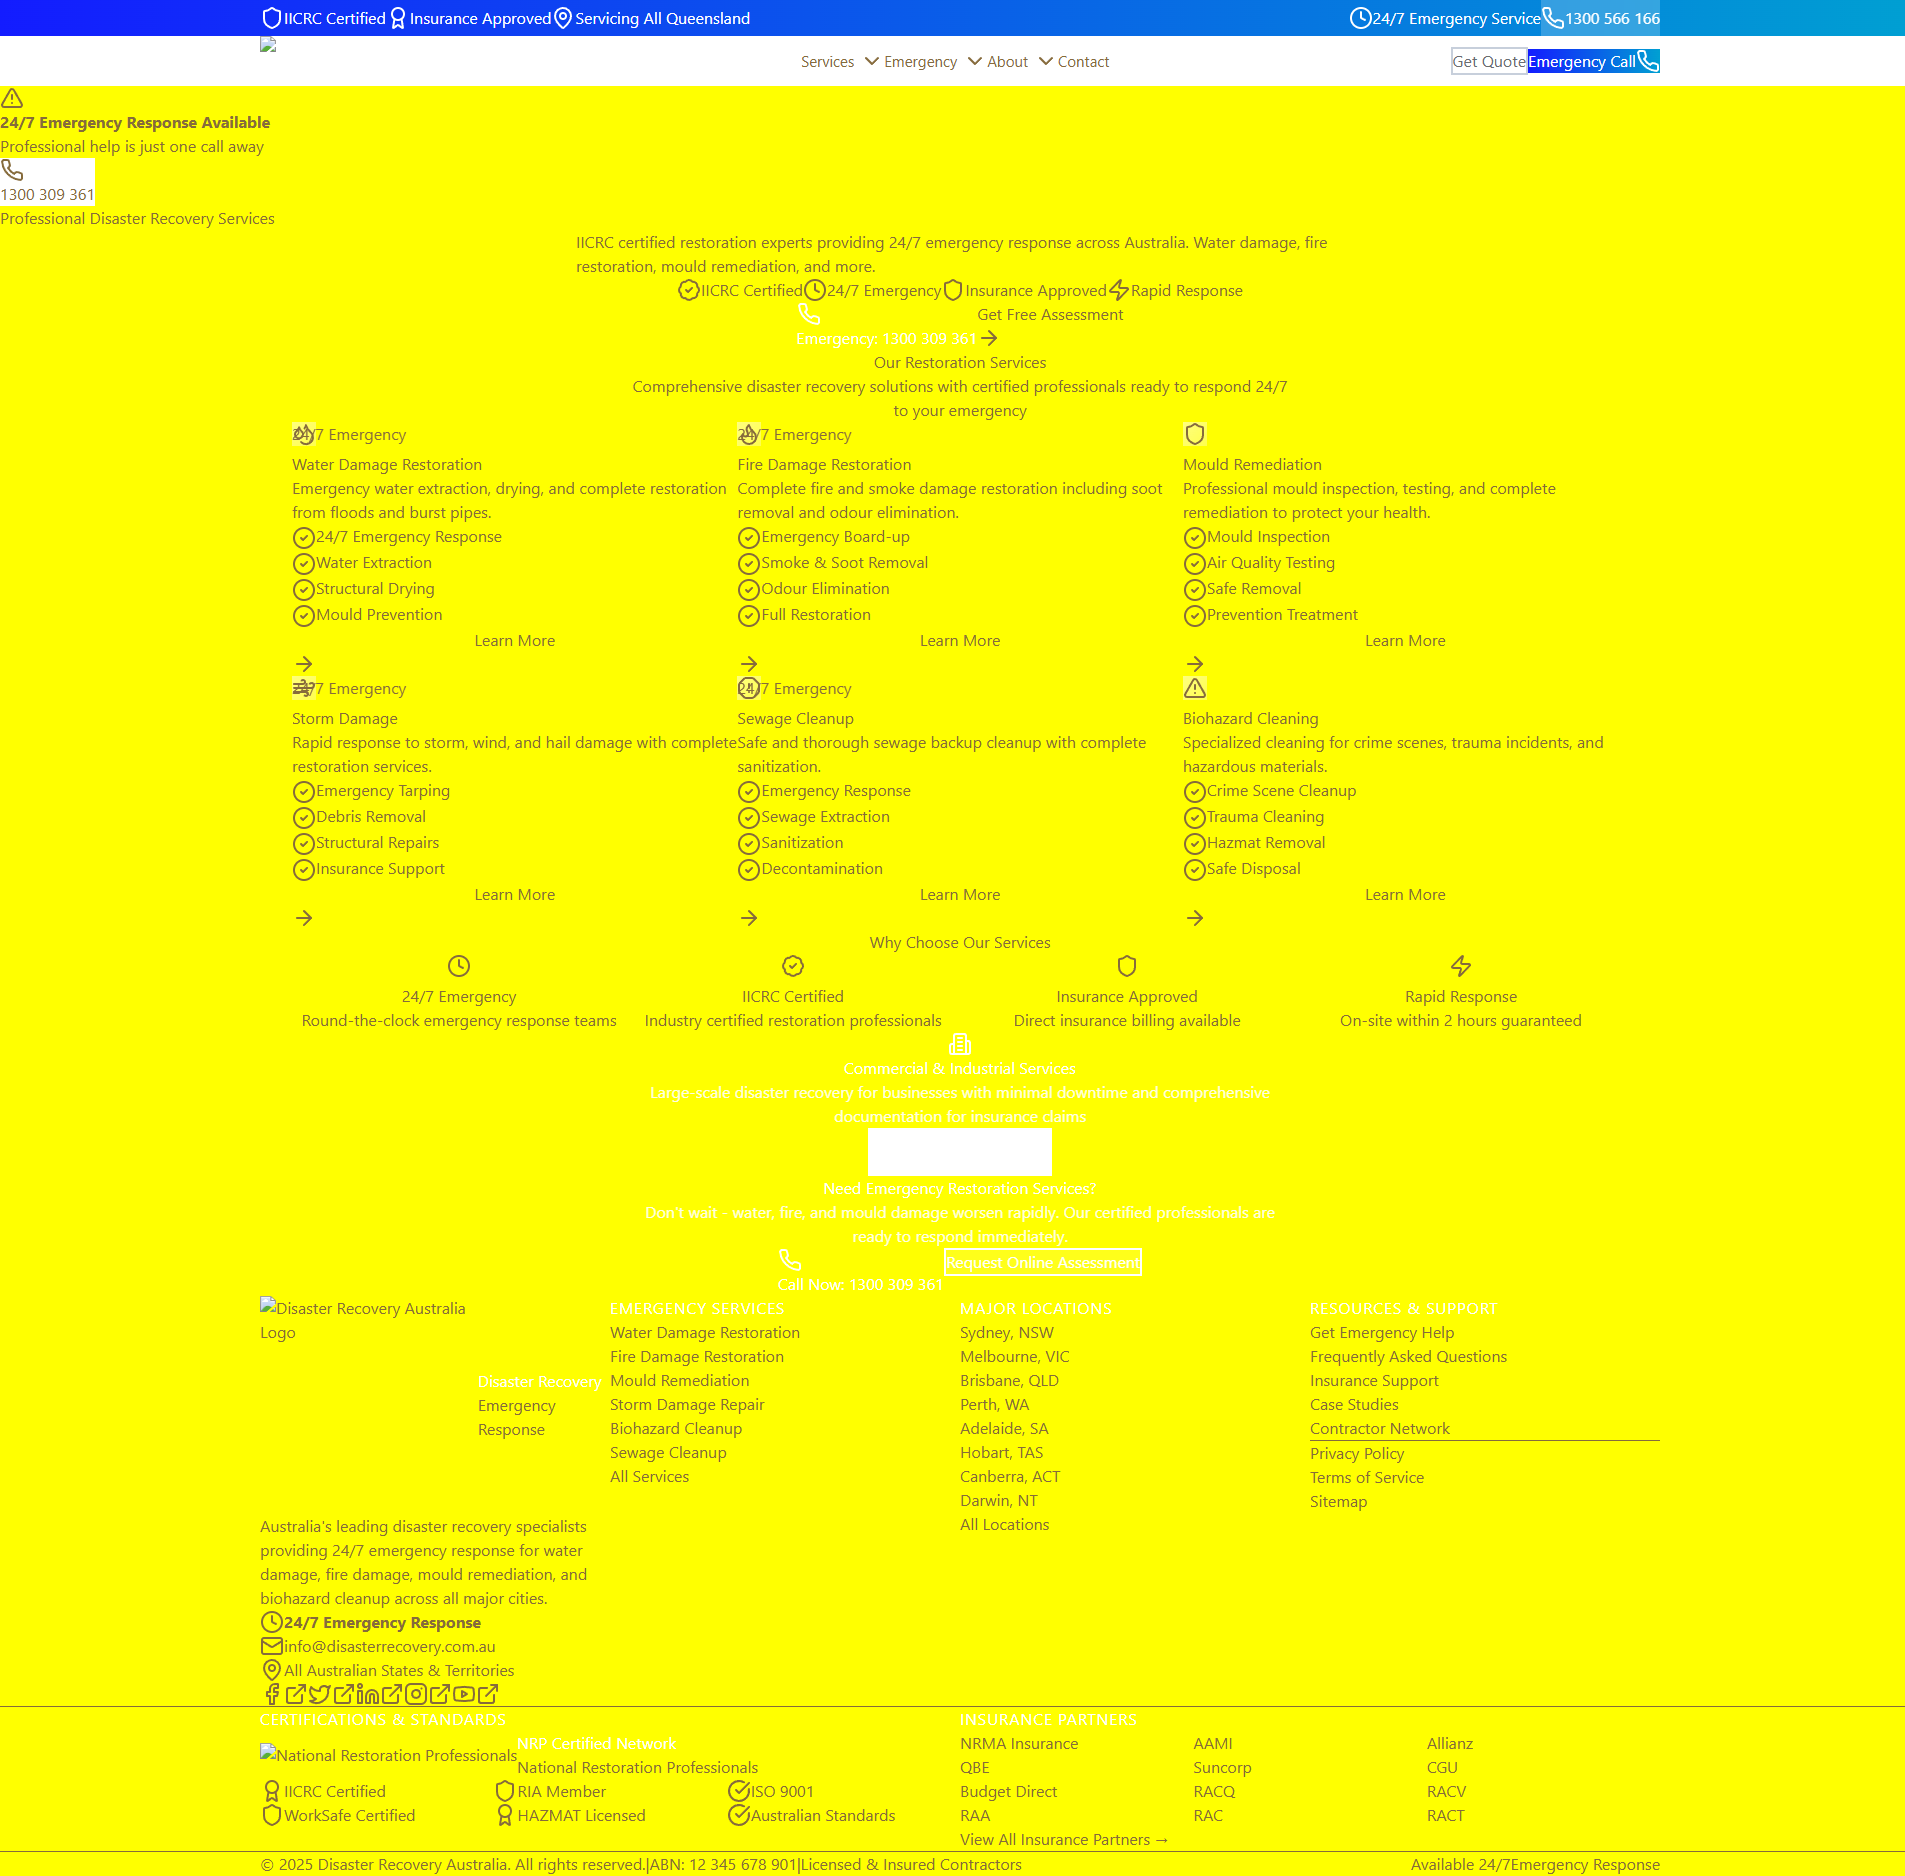 IICRC Certified Insurance Approved Servicing All Queensland 24/7 Emergency Service 1300 566 166
Services Emergency About Contact Get Quote Emergency Call
24/7 Emergency Response Available
Professional help is just one call away
1300 309 361
Professional Disaster Recovery Services
IICRC certified restoration experts providing 24/7 emergency response across Australia. Water damage, fire
restoration, mould remediation, and more.
IICRC Certified 24/7 Emergency Insurance Approved Rapid Response
Get Free Assessment
Emergency: 1300 309 361
Our Restoration Services
Comprehensive disaster recovery solutions with certified professionals ready to respond 24/7
to your emergency
24/7 Emergency
Water Damage Restoration
Emergency water extraction, drying, and complete restoration
from floods and burst pipes.
24/7 Emergency Response
Water Extraction
Structural Drying
Mould Prevention
Learn More
24/7 Emergency
Fire Damage Restoration
Complete fire and smoke damage restoration including soot
removal and odour elimination.
Emergency Board-up
Smoke & Soot Removal
Odour Elimination
Full Restoration
Learn More
Mould Remediation
Professional mould inspection, testing, and complete
remediation to protect your health.
Mould Inspection
Air Quality Testing
Safe Removal
Prevention Treatment
Learn More
24/7 Emergency
Storm Damage
Rapid response to storm, wind, and hail damage with complete
restoration services.
Emergency Tarping
Debris Removal
Structural Repairs
Insurance Support
Learn More
24/7 Emergency
Sewage Cleanup
Safe and thorough sewage backup cleanup with complete
sanitization.
Emergency Response
Sewage Extraction
Sanitization
Decontamination
Learn More
Biohazard Cleaning
Specialized cleaning for crime scenes, trauma incidents, and
hazardous materials.
Crime Scene Cleanup
Trauma Cleaning
Hazmat Removal
Safe Disposal
Learn More
Why Choose Our Services
24/7 Emergency
Round-the-clock emergency response teams
IICRC Certified
Industry certified restoration professionals
Insurance Approved
Direct insurance billing available
Rapid Response
On-site within 2 hours guaranteed
Commercial & Industrial Services
Large-scale disaster recovery for businesses with minimal downtime and comprehensive
documentation for insurance claims
Need Emergency Restoration Services?
Don't wait - water, fire, and mould damage worsen rapidly. Our certified professionals are
ready to respond immediately.
Request Online Assessment
Call Now: 1300 309 361
Disaster Recovery Australia
Logo
Disaster Recovery
Emergency
Response
Australia's leading disaster recovery specialists
providing 24/7 emergency response for water
damage, fire damage, mould remediation, and
biohazard cleanup across all major cities.
24/7 Emergency Response
info@disasterrecovery.com.au
All Australian States & Territories
EMERGENCY SERVICES
Water Damage Restoration
Fire Damage Restoration
Mould Remediation
Storm Damage Repair
Biohazard Cleanup
Sewage Cleanup
All Services
MAJOR LOCATIONS
Sydney, NSW
Melbourne, VIC
Brisbane, QLD
Perth, WA
Adelaide, SA
Hobart, TAS
Canberra, ACT
Darwin, NT
All Locations
RESOURCES & SUPPORT
Get Emergency Help
Frequently Asked Questions
Insurance Support
Case Studies
Contractor Network
Privacy Policy
Terms of Service
Sitemap
CERTIFICATIONS & STANDARDS
National Restoration Professionals
NRP Certified Network
National Restoration Professionals
IICRC Certified RIA Member ISO 9001
WorkSafe Certified HAZMAT Licensed Australian Standards
INSURANCE PARTNERS
NRMA Insurance AAMI Allianz
QBE Suncorp CGU
Budget Direct RACQ RACV
RAA RAC RACT
View All Insurance Partners →
© 2025 Disaster Recovery Australia. All rights reserved.|ABN: 12 345 678 901|Licensed & Insured Contractors Available 24/7Emergency Response